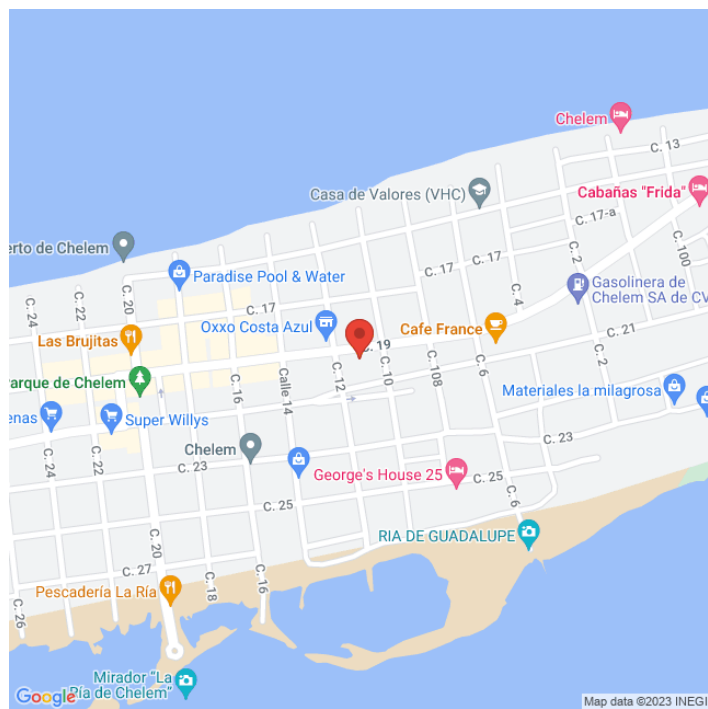 Chelem
C. 13
Casa de Valores (VHC)
Cabañas "Frida"
C. 17-a
erto de Chelem
C. 2
C. 100
C. 17
C. 17
Paradise Pool & Water
C. 20
C. 22
C. 24
Gasolinera de
Chelem SA de CV
C. 4
C. 17
Oxxo Costa Azul
Cafe France
C. 21
Las Brujitas
C. 19
C. 10
C. 108
C. 6
C. 2
Parque de Chelem
C. 16
Calle 14
C. 12
Materiales la milagrosa
enas
Super Willys
Chelem
C. 23
C. 23
C. 24
C. 22
George's House 25
C. 25
C. 25
C. 6
RIA DE GUADALUPE
C. 20
C. 27
C. 18
C. 16
Pescadería La Ría
C. 26
Mirador "La
Ría de Chelem"
Google
Map data ©2023 INEGI